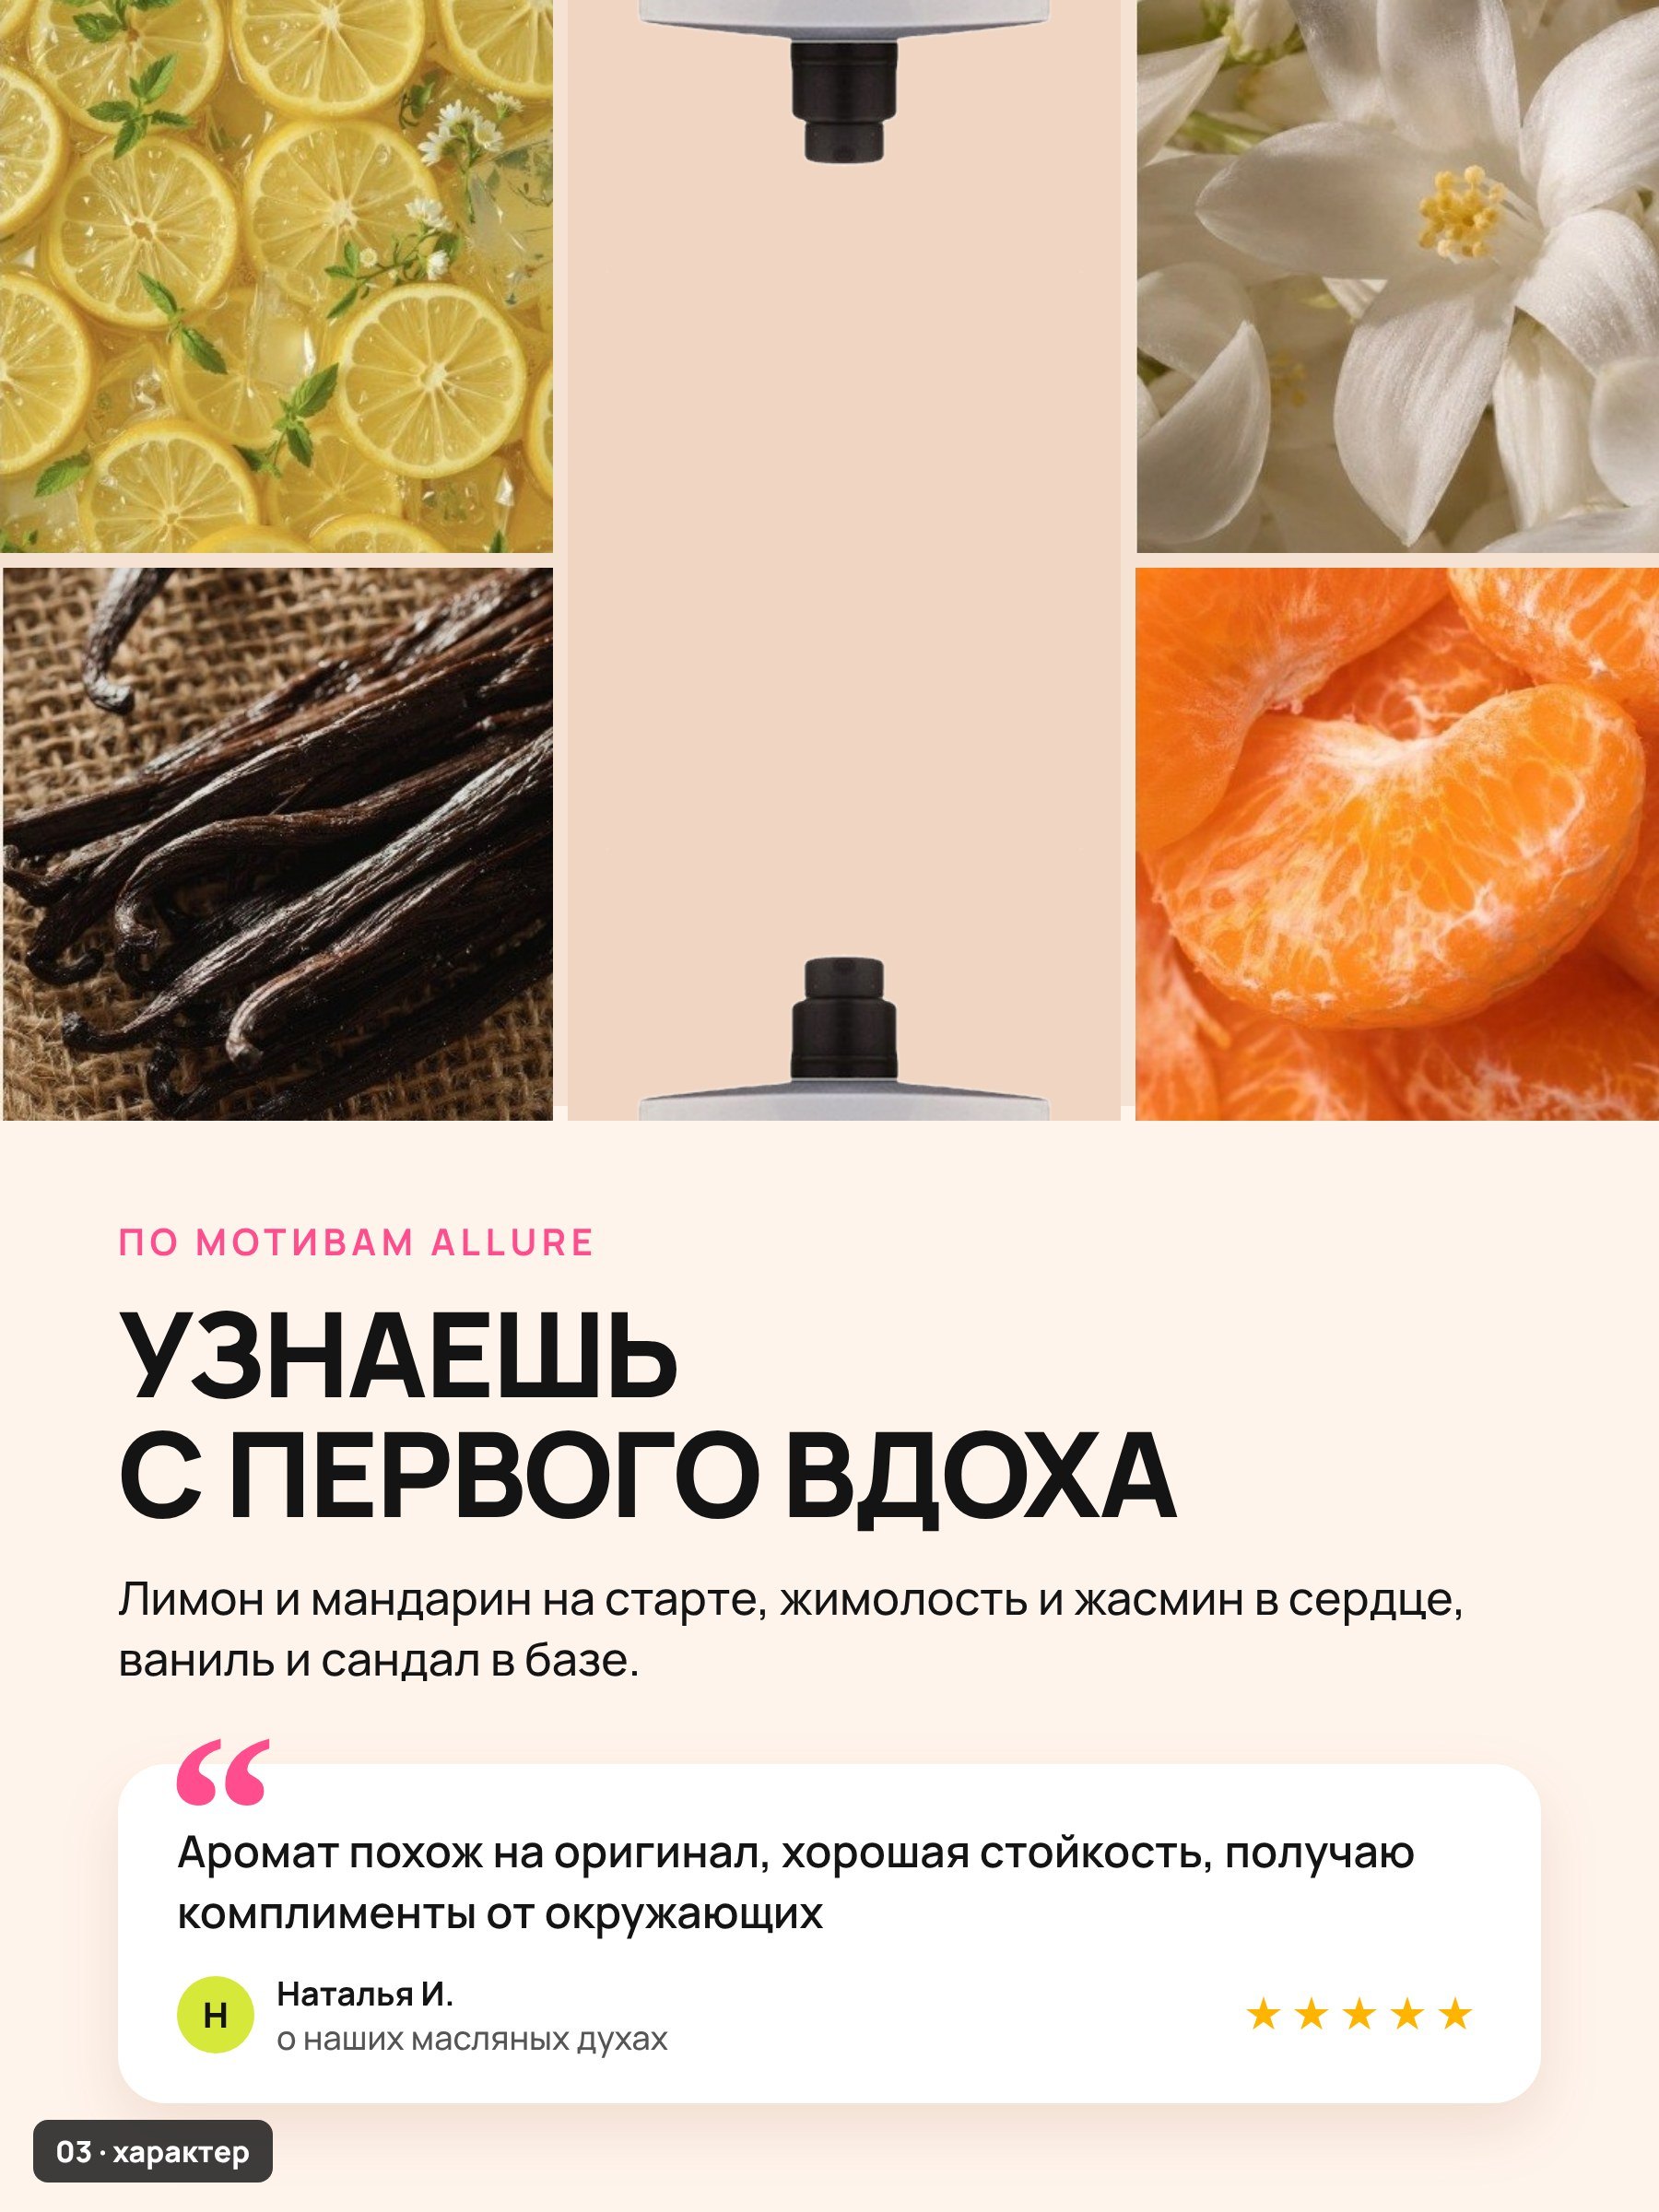 ПО МОТИВАМ ALLURE
УЗНАЕШЬ
С ПЕРВОГО ВДОХА
Лимон и мандарин на старте, жимолость и жасмин в сердце,
ваниль и сандал в базе.
“
Аромат похож на оригинал, хорошая стойкость, получаю
комплименты от окружающих
Н
Наталья И.
о наших масляных духах
★★★★★
03 · характер